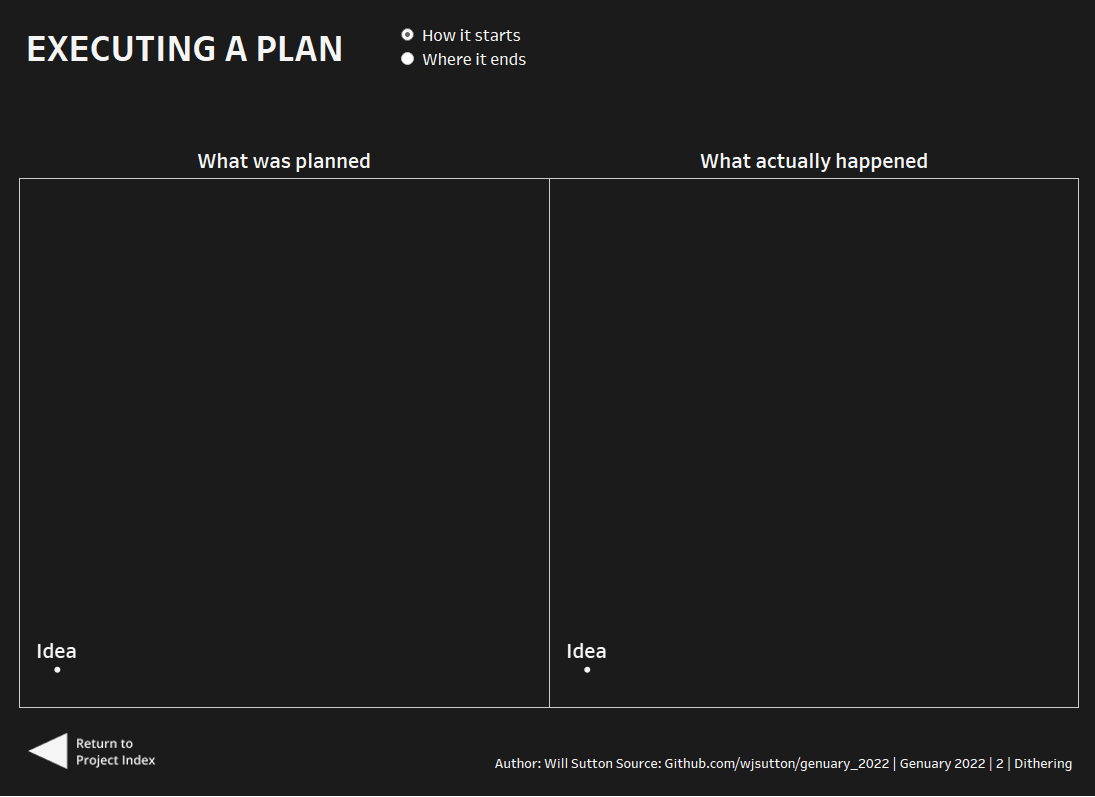 EXECUTING A PLAN
How it starts
Where it ends
What was planned
What actually happened
Idea
Idea
Return to
Project Index
Author: Will Sutton Source: Github.com/wjsutton/genuary_2022 | Genuary 2022 | 2 | Dithering